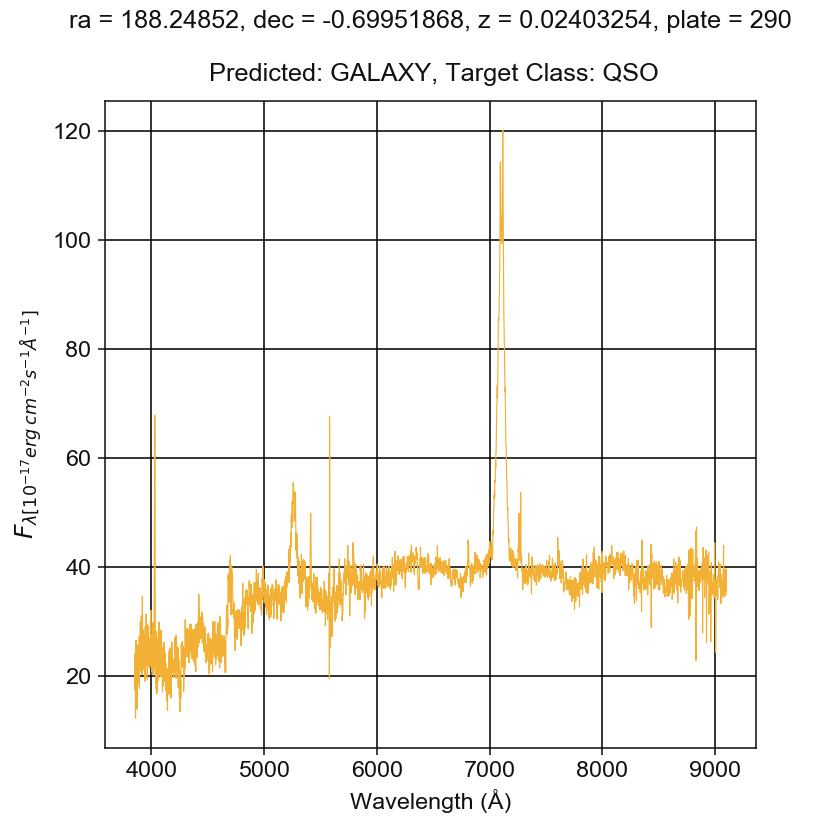 ra = 188.24852, dec = -0.69951868, z = 0.02403254, plate = 290
Predicted: GALAXY, Target Class: QSO
120
100
80
60
40
20
F_{λ[10^{-17} erg cm^{-2} s^{-1} Å^{-1}]}
4000 5000 6000 7000 8000 9000
Wavelength (Å)